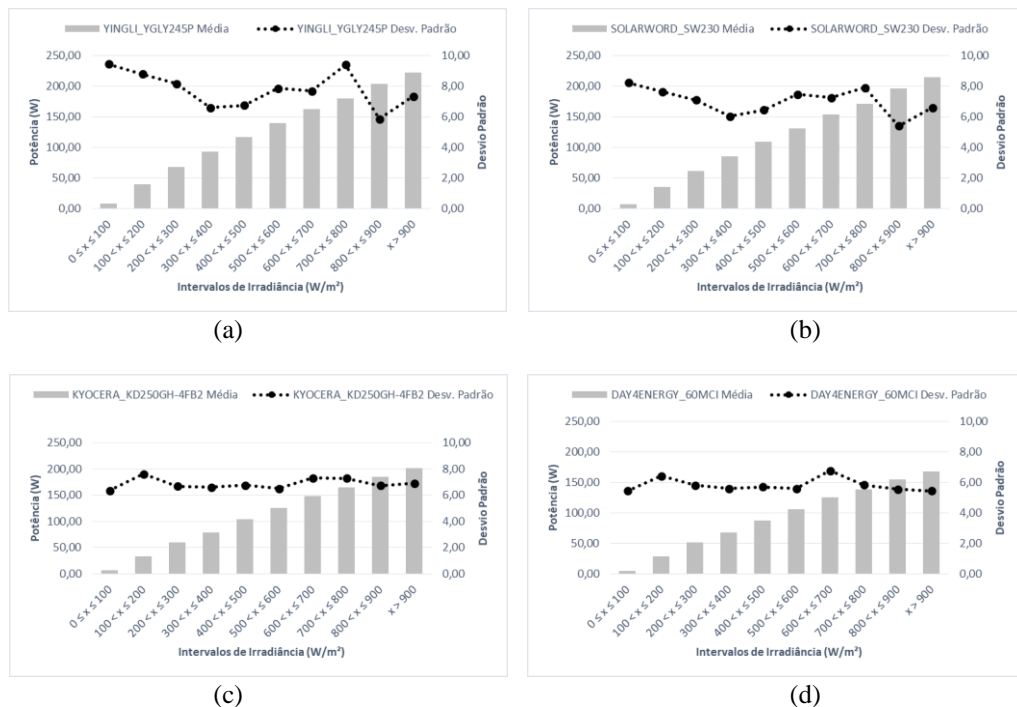 YINGLI_YGLY245P Média YINGLI_YGLY245P Desv. Padrão
250,00
200,00
150,00
100,00
50,00
0,00
10,00
8,00
6,00
4,00
2,00
0,00
Potência (W)
Desvio Padrão
0 ≤ x ≤ 100
100 < x ≤ 200
200 < x ≤ 300
300 < x ≤ 400
400 < x ≤ 500
500 < x ≤ 600
600 < x ≤ 700
700 < x ≤ 800
800 < x ≤ 900
x > 900
Intervalos de Irradiância (W/m²)
(a)
SOLARWORD_SW230 Média SOLARWORD_SW230 Desv. Padrão
250,00
200,00
150,00
100,00
50,00
0,00
10,00
8,00
6,00
4,00
2,00
0,00
Potência (W)
Desvio Padrão
0 ≤ x ≤ 100
100 < x ≤ 200
200 < x ≤ 300
300 < x ≤ 400
400 < x ≤ 500
500 < x ≤ 600
600 < x ≤ 700
700 < x ≤ 800
800 < x ≤ 900
x > 900
Intervalos de Irradiância (W/m²)
(b)
KYOCERA_KD250GH-4FB2 Média KYOCERA_KD250GH-4FB2 Desv. Padrão
250,00
200,00
150,00
100,00
50,00
0,00
10,00
8,00
6,00
4,00
2,00
0,00
Potência (W)
Desvio Padrão
0 ≤ x ≤ 100
100 < x ≤ 200
200 < x ≤ 300
300 < x ≤ 400
400 < x ≤ 500
500 < x ≤ 600
600 < x ≤ 700
700 < x ≤ 800
800 < x ≤ 900
x > 900
Intervalos de Irradiância (W/m²)
(c)
DAY4ENERGY_60MCI Média DAY4ENERGY_60MCI Desv. Padrão
250,00
200,00
150,00
100,00
50,00
0,00
10,00
8,00
6,00
4,00
2,00
0,00
Potência (W)
Desvio Padrão
0 ≤ x ≤ 100
100 < x ≤ 200
200 < x ≤ 300
300 < x ≤ 400
400 < x ≤ 500
500 < x ≤ 600
600 < x ≤ 700
700 < x ≤ 800
800 < x ≤ 900
x > 900
Intervalos de Irradiância (W/m²)
(d)